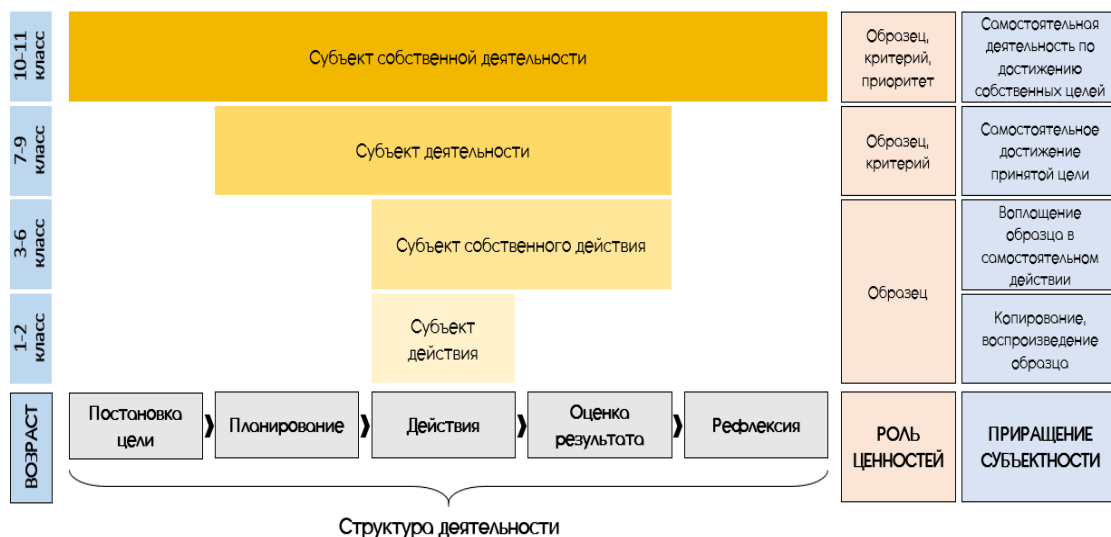 10-11
класс
Субъект собственной деятельности
Образец,
критерий,
приоритет
Самостоятельная
деятельность по
достижению
собственных целей
7-9
класс
Субъект деятельности
Образец,
критерий
Самостоятельное
достижение
принятой цели
3-6
класс
Субъект собственного действия
Образец
Воплощение
образца в
самостоятельном
действии
1-2
класс
Субъект
действия
Копирование,
воспроизведение
образца
ВОЗРАСТ
Постановка
цели
Планирование
Действия
Оценка
результата
Рефлексия
РОЛЬ
ЦЕННОСТЕЙ
ПРИРАЩЕНИЕ
СУБЪЕКТНОСТИ
Структура деятельности